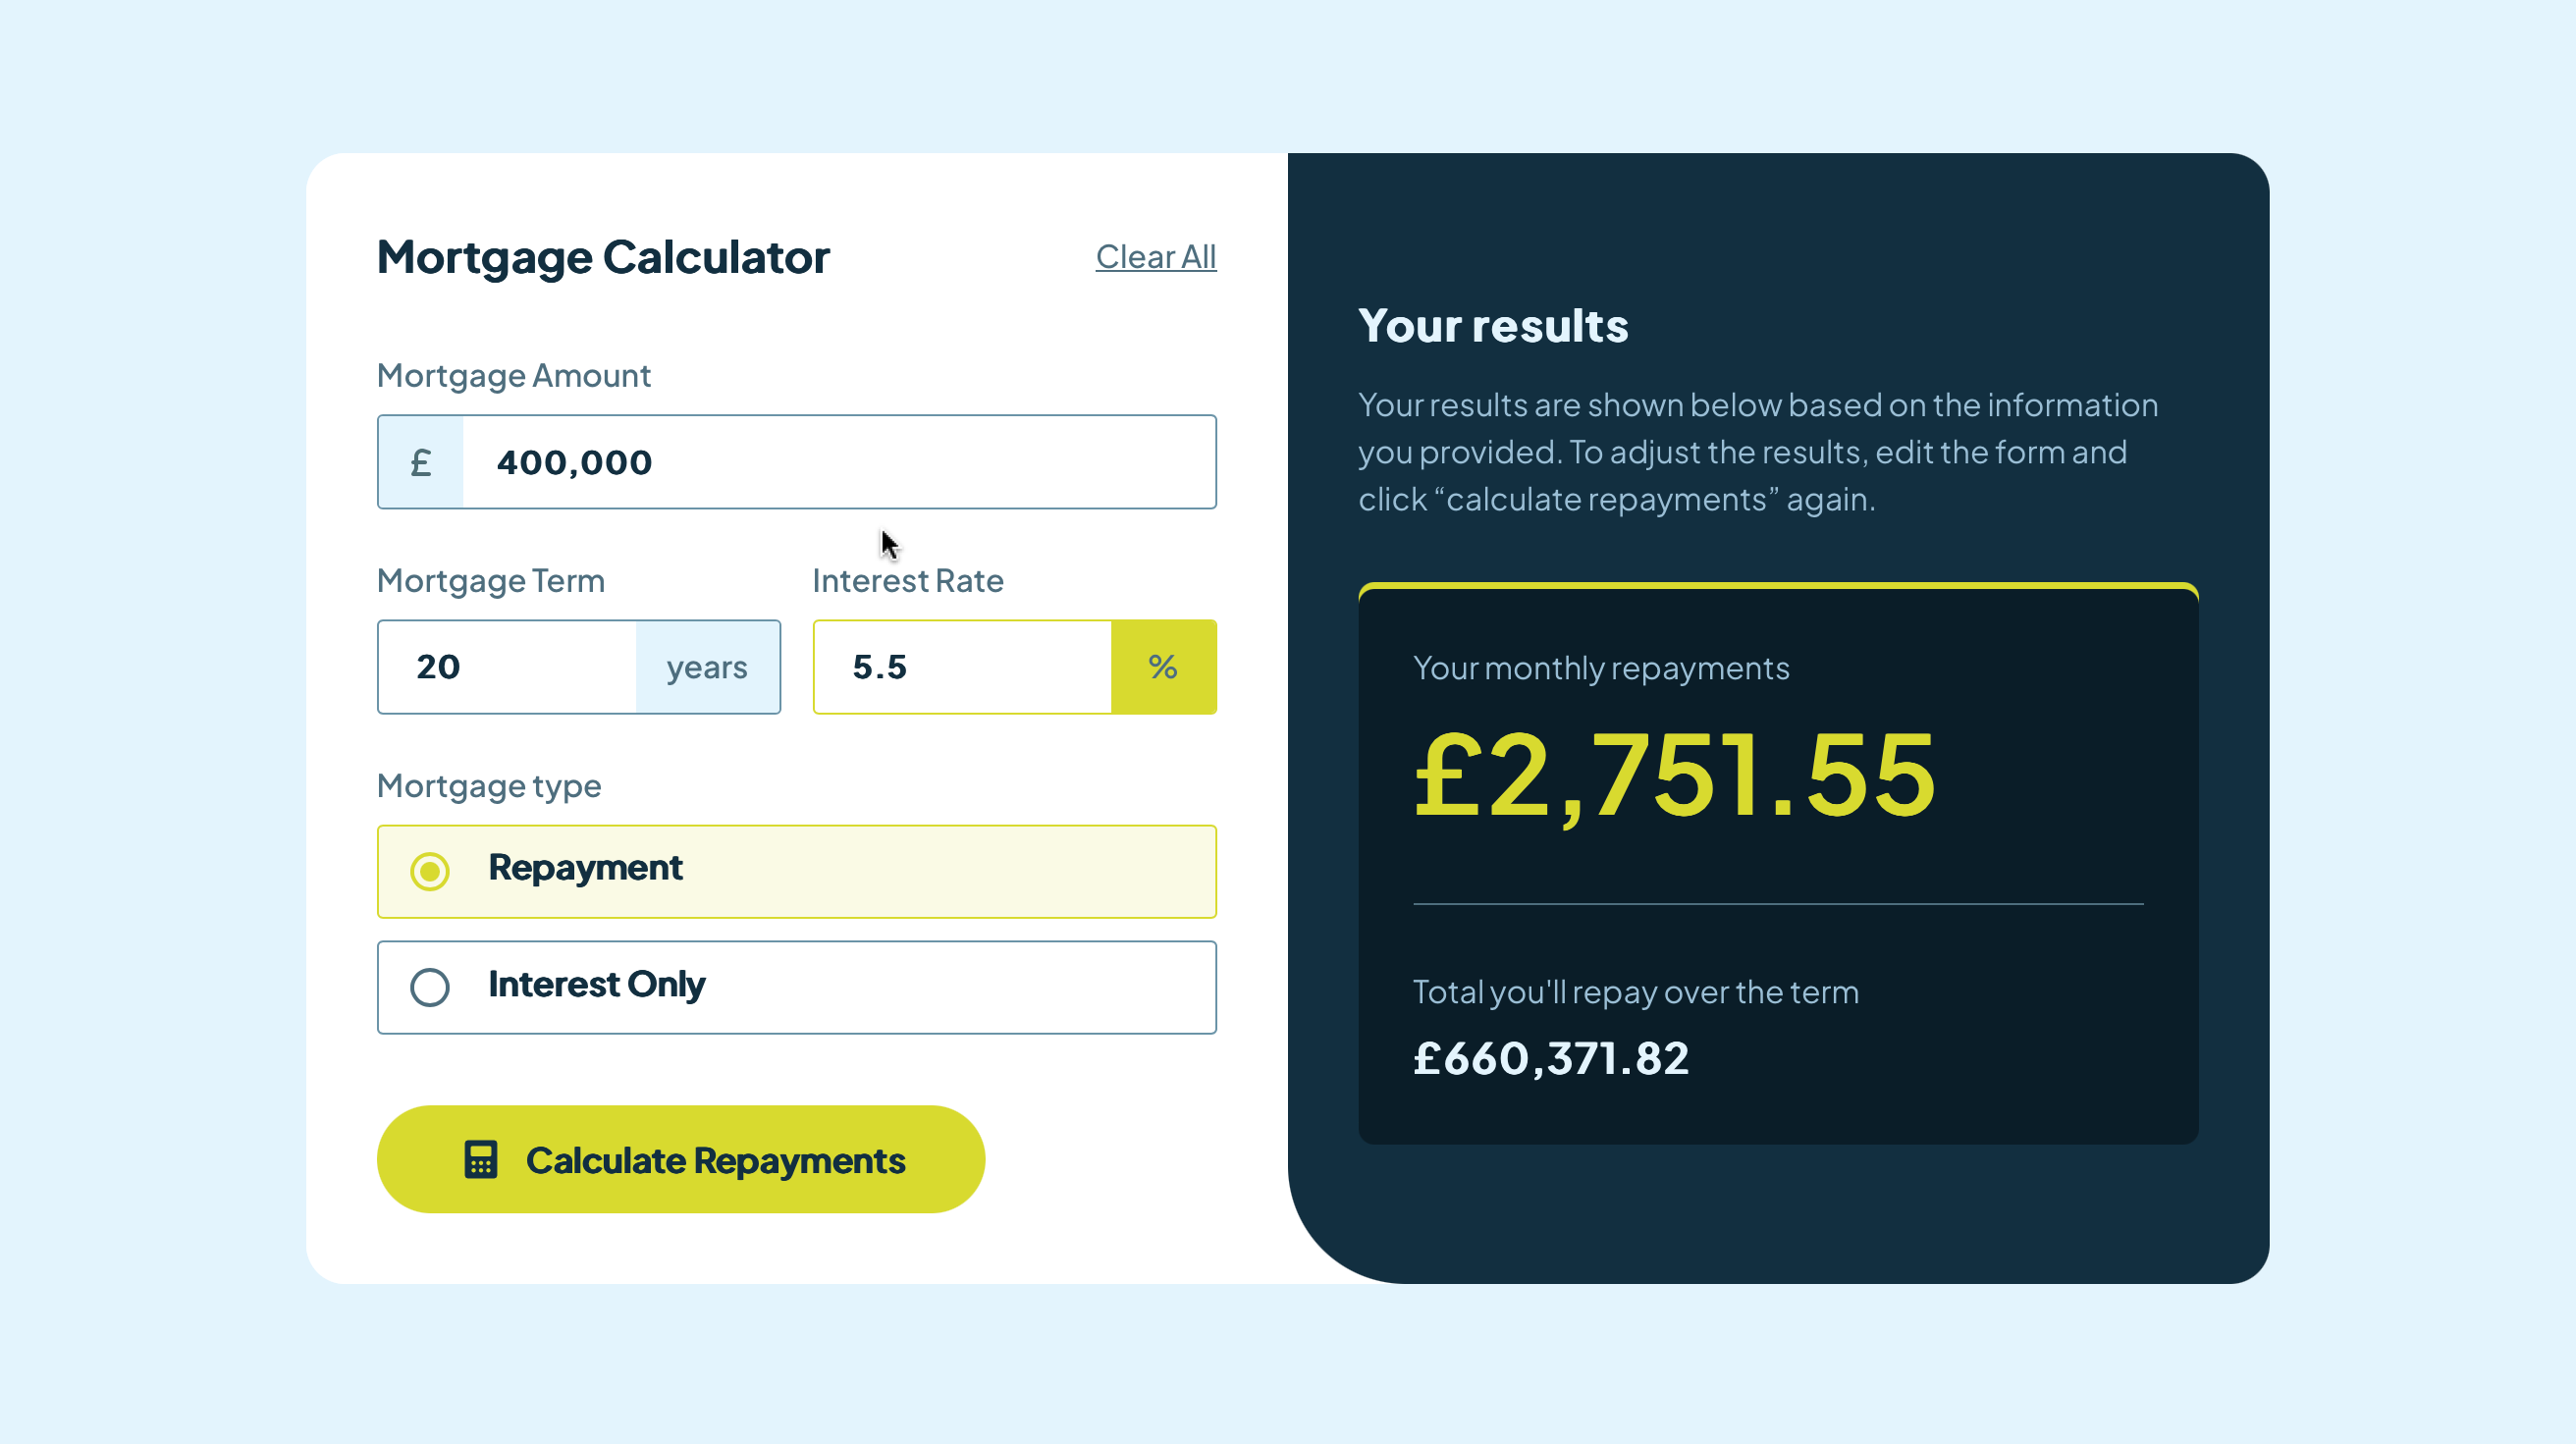 Mortgage Calculator
Clear All
Mortgage Amount
£ 400,000
Mortgage Term
20 years
Interest Rate
5.5 %
Mortgage type
Repayment
Interest Only
Calculate Repayments
Your results
Your results are shown below based on the information
you provided. To adjust the results, edit the form and
click “calculate repayments” again.
Your monthly repayments
£2,751.55
Total you'll repay over the term
£660,371.82